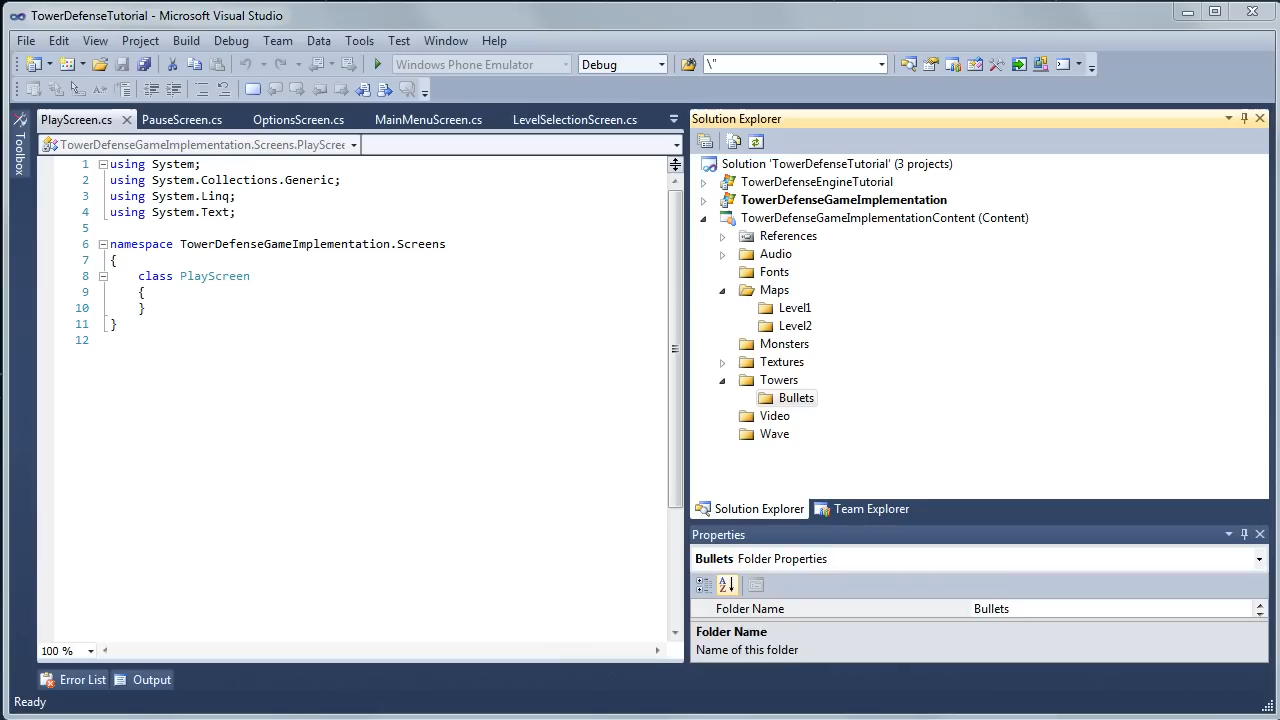 TowerDefenseTutorial - Microsoft Visual Studio
File Edit View Project Build Debug Team Data Tools Test Window Help
Windows Phone Emulator Debug \"
PlayScreen.cs PauseScreen.cs OptionsScreen.cs MainMenuScreen.cs LevelSelectionScreen.cs
Toolbox
TowerDefenseGameImplementation.Screens.PlayScree
1 using System;
2 using System.Collections.Generic;
3 using System.Linq;
4 using System.Text;
5
6 namespace TowerDefenseGameImplementation.Screens
7 {
8 class PlayScreen
9 {
10 }
11 }
12
100 %
Solution Explorer
Solution 'TowerDefenseTutorial' (3 projects)
TowerDefenseEngineTutorial
TowerDefenseGameImplementation
TowerDefenseGameImplementationContent (Content)
References
Audio
Fonts
Maps
Level1
Level2
Monsters
Textures
Towers
Bullets
Video
Wave
Solution Explorer Team Explorer
Properties
Bullets Folder Properties
Folder Name Bullets
Folder Name
Name of this folder
Error List Output
Ready